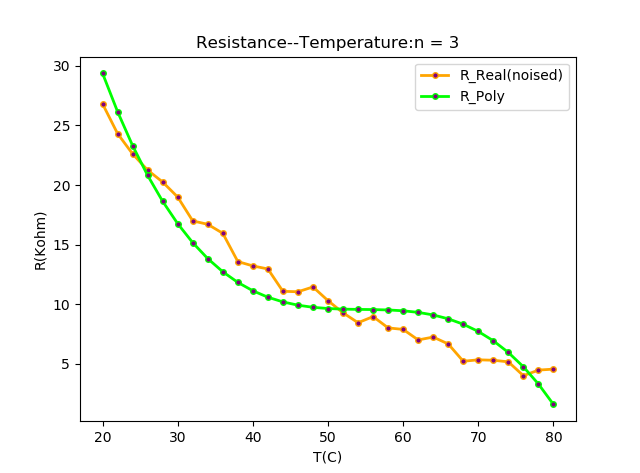 Resistance--Temperature:n = 3
R_Real(noised)
R_Poly
30
25
20
15
10
5
R(Kohm)
20 30 40 50 60 70 80
T(C)